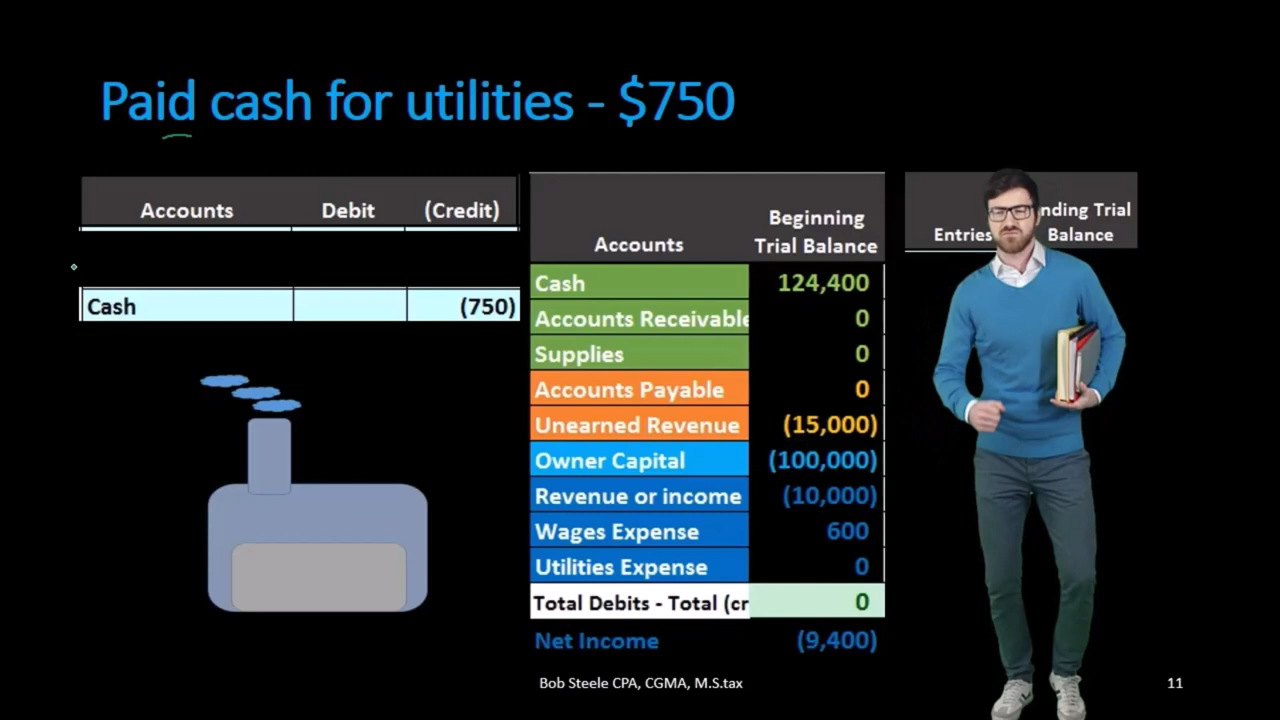 Paid cash for utilities - $750
Accounts Debit (Credit)
Cash (750)
Accounts Beginning Trial Balance
Cash 124,400
Accounts Receivable 0
Supplies 0
Accounts Payable 0
Unearned Revenue (15,000)
Owner Capital (100,000)
Revenue or income (10,000)
Wages Expense 600
Utilities Expense 0
Total Debits - Total (cr 0
Net Income (9,400)
Entries nding Trial Balance
Bob Steele CPA, CGMA, M.S.tax
11